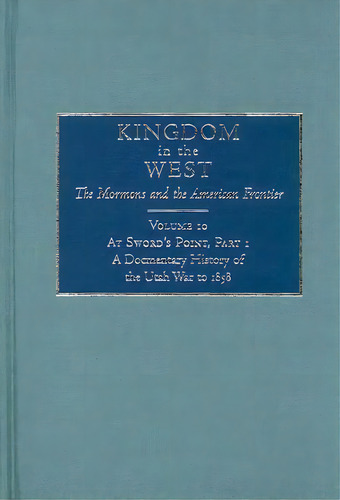 KINGDOM
in the
WEST
The Mormons and the American Frontier
VOLUME 10
AT SWORD'S POINT, PART 1
A DOCMENTARY HISTORY OF
THE UTAH WAR TO 1858